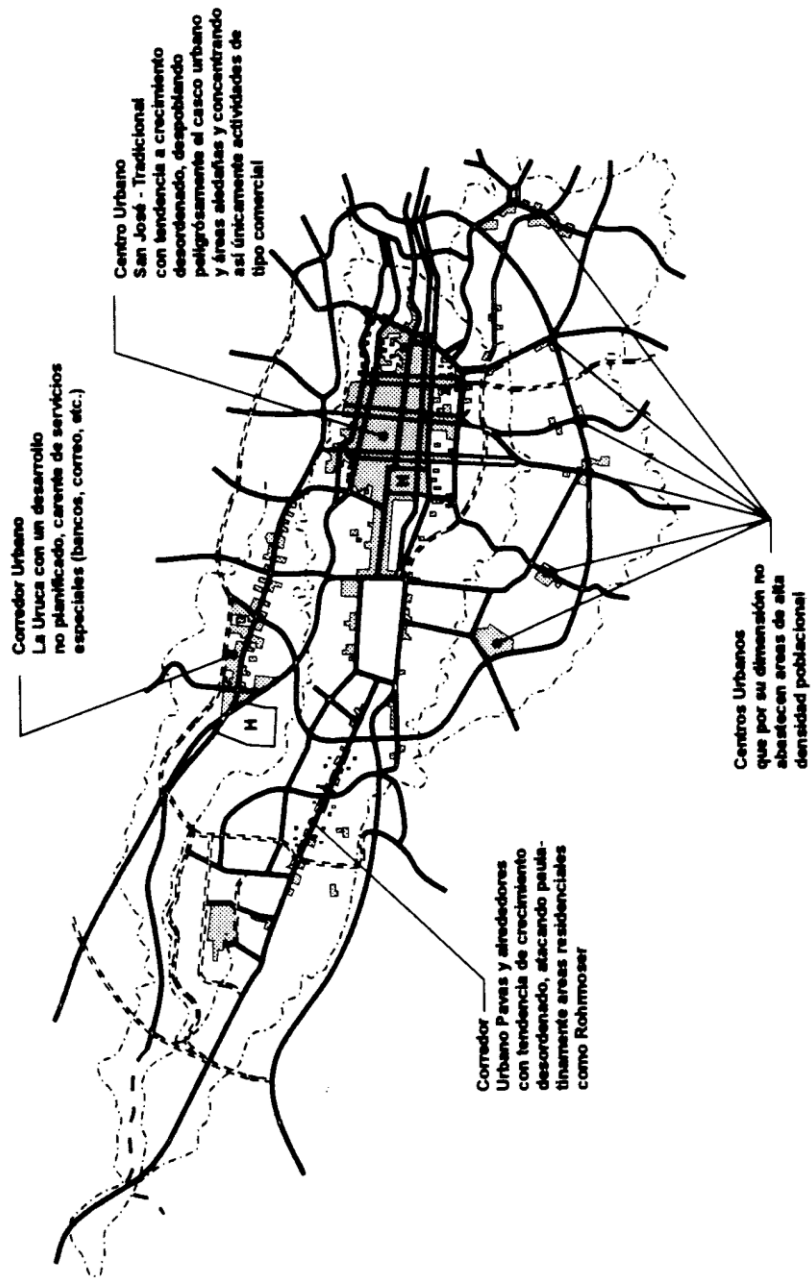 Corredor Urbano
La Uruca con un desarrollo
no planificado, carente de servicios
especiales (bancos, correo, etc.)
Centro Urbano
San José - Tradicional
con tendencia a crecimiento
desordenado, despoblando
peligrósamente el casco urbano
y áreas aledañas y concentrando
así únicamente actividades de
tipo comercial
H
H
Corredor
Urbano Pavas y alrededores
con tendencia de crecimiento
desordenado, atacando paula-
tinamente areas residenciales
como Rohrmoser
Centros Urbanos
que por su dimensión no
abastecen areas de alta
densidad poblacional